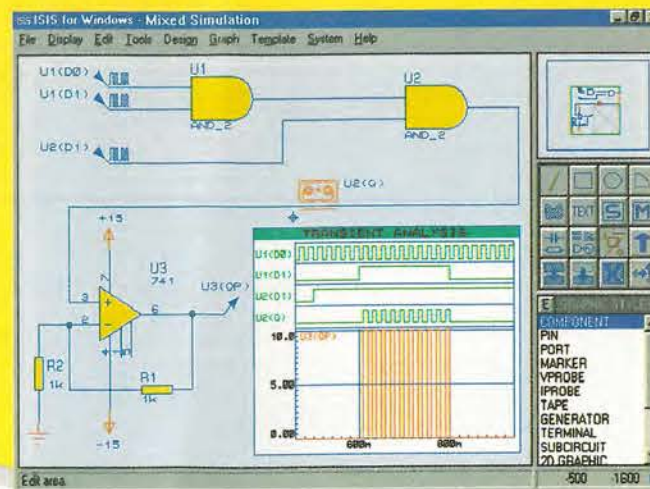 ISIS for Windows - Mixed Simulation
File Display Edit Tools Design Graph Template System Help
U1(D0)
U1(D1)
U2(D1)
U1
AND_2
U2
AND_2
U2(Q)
+15
7
U3
741
U3(OP)
3
2
6
R2
1k
R1
1k
-15
TRANSIENT ANALYSIS
U1(D0)
U1(D1)
U2(D1)
U2(Q)
10.0
U3(OP)
5.00
0.00
600m
800m
TEXT S M
E
COMPONENT
PIN
PORT
MARKER
VPROBE
IPROBE
TAPE
GENERATOR
TERMINAL
SUBCIRCUIT
2D GRAPHIC
Edit area.
-500 -1600